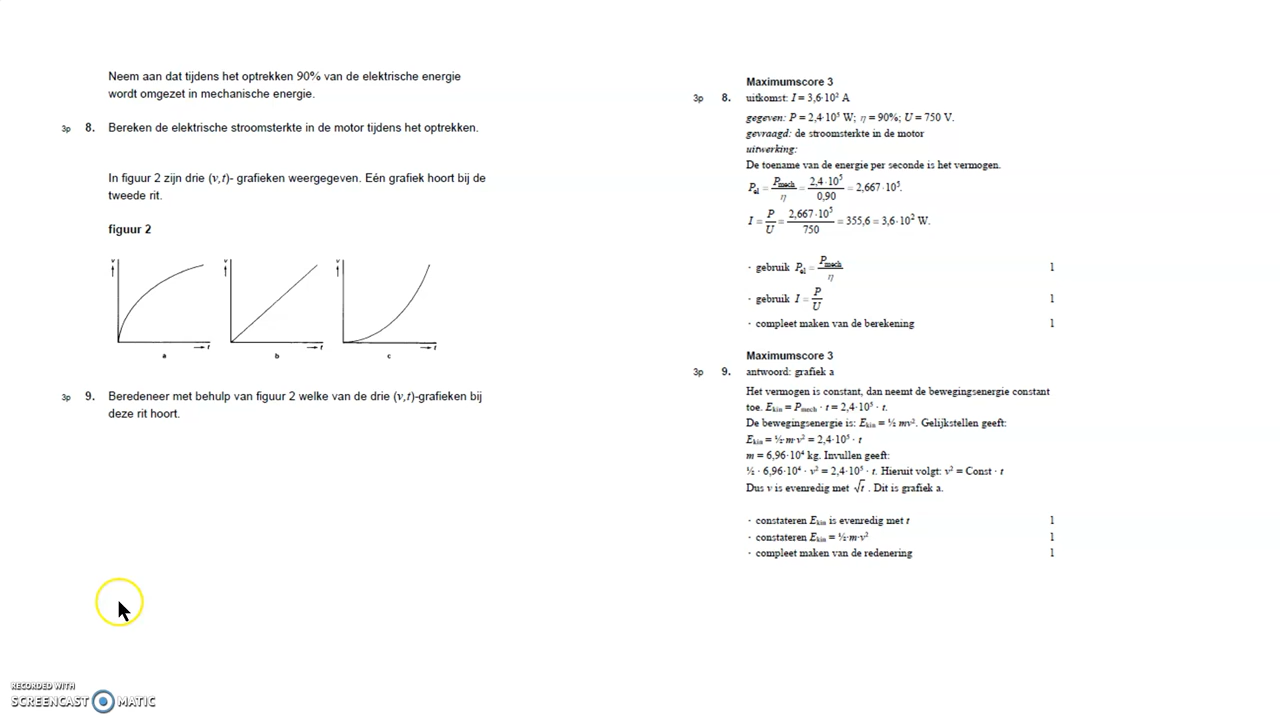 Neem aan dat tijdens het optrekken 90% van de elektrische energie
wordt omgezet in mechanische energie.
3p 8. Bereken de elektrische stroomsterkte in de motor tijdens het optrekken.
In figuur 2 zijn drie (v,t)- grafieken weergegeven. Eén grafiek hoort bij de
tweede rit.
figuur 2
v v v
t t t
a b c
3p 9. Beredeneer met behulp van figuur 2 welke van de drie (v,t)-grafieken bij
deze rit hoort.
Maximumscore 3
3p 8. uitkomst: I = 3,6·10² A
gegeven: P = 2,4·10⁵ W; η = 90%; U = 750 V.
gevraagd: de stroomsterkte in de motor
uitwerking:
De toename van de energie per seconde is het vermogen.
P_el = P_mech / η = 2,4·10⁵ / 0,90 = 2,667·10⁵.
I = P / U = 2,667·10⁵ / 750 = 355,6 = 3,6·10² W.
· gebruik P_el = P_mech / η 1
· gebruik I = P / U 1
· compleet maken van de berekening 1
Maximumscore 3
3p 9. antwoord: grafiek a
Het vermogen is constant, dan neemt de bewegingsenergie constant
toe. E_kin = P_mech · t = 2,4·10⁵ · t.
De bewegingsenergie is: E_kin = ½ mv². Gelijkstellen geeft:
E_kin = ½·m·v² = 2,4·10⁵ · t
m = 6,96·10⁴ kg. Invullen geeft:
½ · 6,96·10⁴ · v² = 2,4·10⁵ · t. Hieruit volgt: v² = Const · t
Dus v is evenredig met √t. Dit is grafiek a.
· constateren E_kin is evenredig met t 1
· constateren E_kin = ½·m·v² 1
· compleet maken van de redenering 1
RECORDED WITH
SCREENCAST MATIC